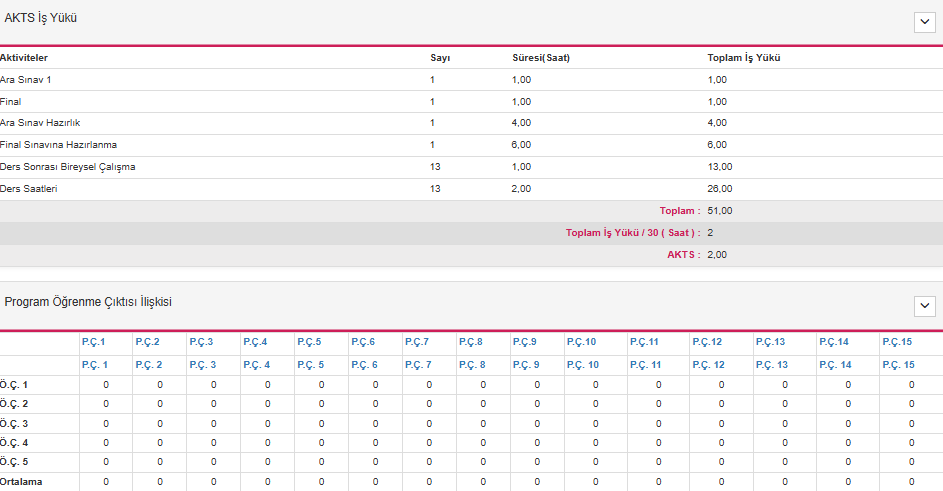 AKTS İş Yükü
Aktiviteler Sayı Süresi(Saat) Toplam İş Yükü
Ara Sınav 1 1 1,00 1,00
Final 1 1,00 1,00
Ara Sınav Hazırlık 1 4,00 4,00
Final Sınavına Hazırlanma 1 6,00 6,00
Ders Sonrası Bireysel Çalışma 13 1,00 13,00
Ders Saatleri 13 2,00 26,00
Toplam : 51,00
Toplam İş Yükü / 30 ( Saat ) : 2
AKTS : 2,00
Program Öğrenme Çıktısı İlişkisi
P.Ç.1 P.Ç.2 P.Ç.3 P.Ç.4 P.Ç.5 P.Ç.6 P.Ç.7 P.Ç.8 P.Ç.9 P.Ç.10 P.Ç.11 P.Ç.12 P.Ç.13 P.Ç.14 P.Ç.15
P.Ç. 1 P.Ç. 2 P.Ç. 3 P.Ç. 4 P.Ç. 5 P.Ç. 6 P.Ç. 7 P.Ç. 8 P.Ç. 9 P.Ç. 10 P.Ç. 11 P.Ç. 12 P.Ç. 13 P.Ç. 14 P.Ç. 15
Ö.Ç. 1 0 0 0 0 0 0 0 0 0 0 0 0 0 0 0
Ö.Ç. 2 0 0 0 0 0 0 0 0 0 0 0 0 0 0 0
Ö.Ç. 3 0 0 0 0 0 0 0 0 0 0 0 0 0 0 0
Ö.Ç. 4 0 0 0 0 0 0 0 0 0 0 0 0 0 0 0
Ö.Ç. 5 0 0 0 0 0 0 0 0 0 0 0 0 0 0 0
Ortalama 0 0 0 0 0 0 0 0 0 0 0 0 0 0 0